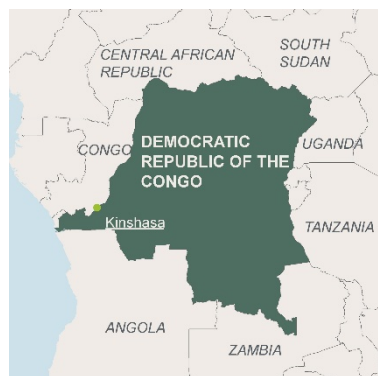 CENTRAL AFRICAN
REPUBLIC
SOUTH
SUDAN
DEMOCRATIC
REPUBLIC OF THE
CONGO
CONGO
UGANDA
Kinshasa
TANZANIA
ANGOLA
ZAMBIA